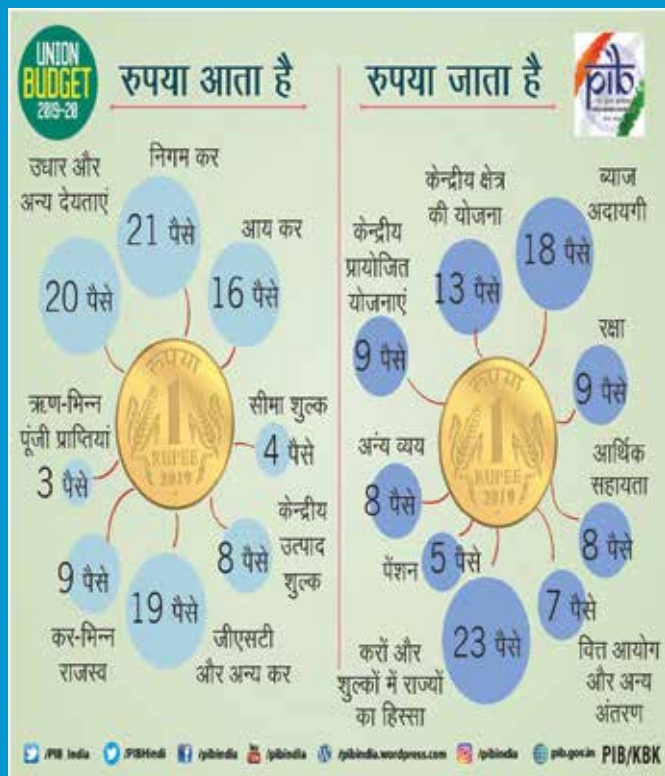 UNION
BUDGET
2019-20
रुपया आता है
उधार और
अन्य देयताएं
20 पैसे
निगम कर
21 पैसे
आय कर
16 पैसे
सीमा शुल्क
4 पैसे
केन्द्रीय
उत्पाद
शुल्क
8 पैसे
19 पैसे
जीएसटी
और अन्य कर
9 पैसे
कर-भिन्न
राजस्व
ऋण-भिन्न
पूंजी प्राप्तियां
3 पैसे
रुपया
1
RUPEE
2019
रुपया जाता है
pib
केन्द्रीय क्षेत्र
की योजना
13 पैसे
ब्याज
अदायगी
18 पैसे
रक्षा
9 पैसे
आर्थिक
सहायता
8 पैसे
7 पैसे
वित्त आयोग
और अन्य
अंतरण
23 पैसे
करों और
शुल्कों में राज्यों
का हिस्सा
पेंशन
5 पैसे
अन्य व्यय
8 पैसे
केन्द्रीय
प्रायोजित
योजनाएं
9 पैसे
रुपया
1
RUPEE
2019
/PIB_India /PIBHindi /pibindia /pibindia /pibindia.wordpress.com /pibindia pib.gov.in PIB/KBK